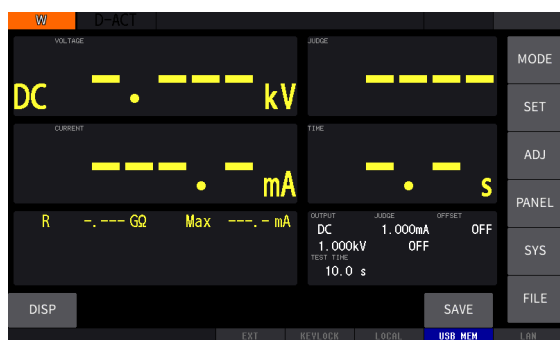 W D-ACT
VOLTAGE
DC -.--- kV
JUDGE
----
CURRENT
---.- mA
TIME
-.- s
R -.--- GΩ Max ---.- mA
OUTPUT JUDGE OFFSET
DC 1.000mA OFF
1.000kV OFF
TEST TIME
10.0 s
MODE
SET
ADJ
PANEL
SYS
FILE
DISP SAVE
EXT KEYLOCK LOCAL USB MEM LAN